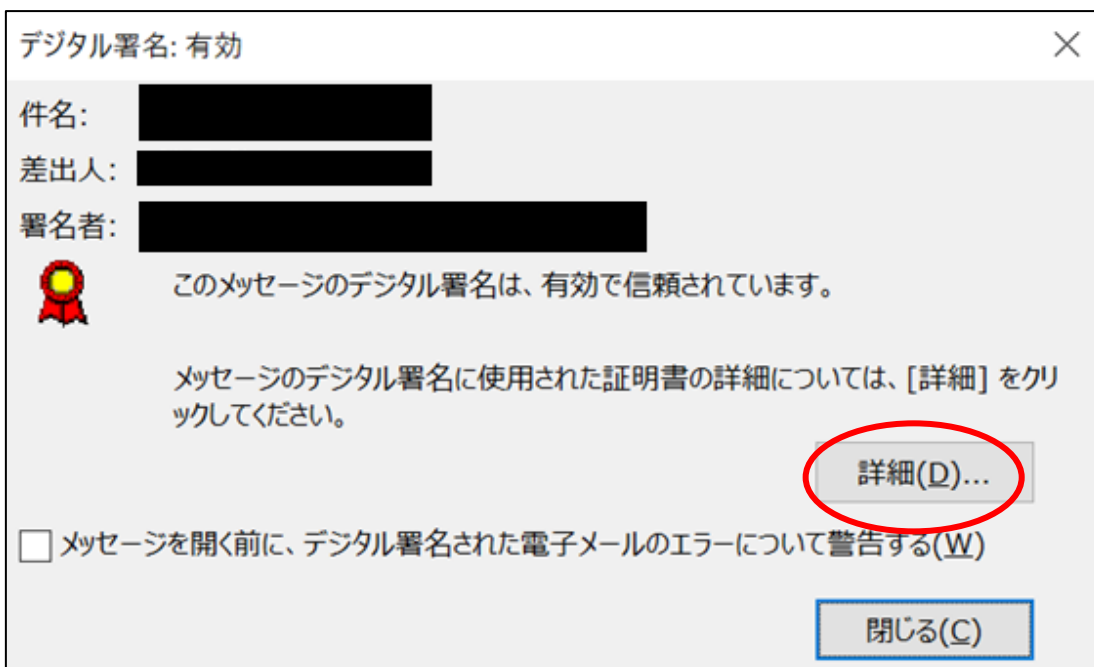 デジタル署名: 有効
件名:
差出人:
署名者:
このメッセージのデジタル署名は、有効で信頼されています。
メッセージのデジタル署名に使用された証明書の詳細については、[詳細] をクリ
ックしてください。
詳細(D)...
メッセージを開く前に、デジタル署名された電子メールのエラーについて警告する(W)
閉じる(C)